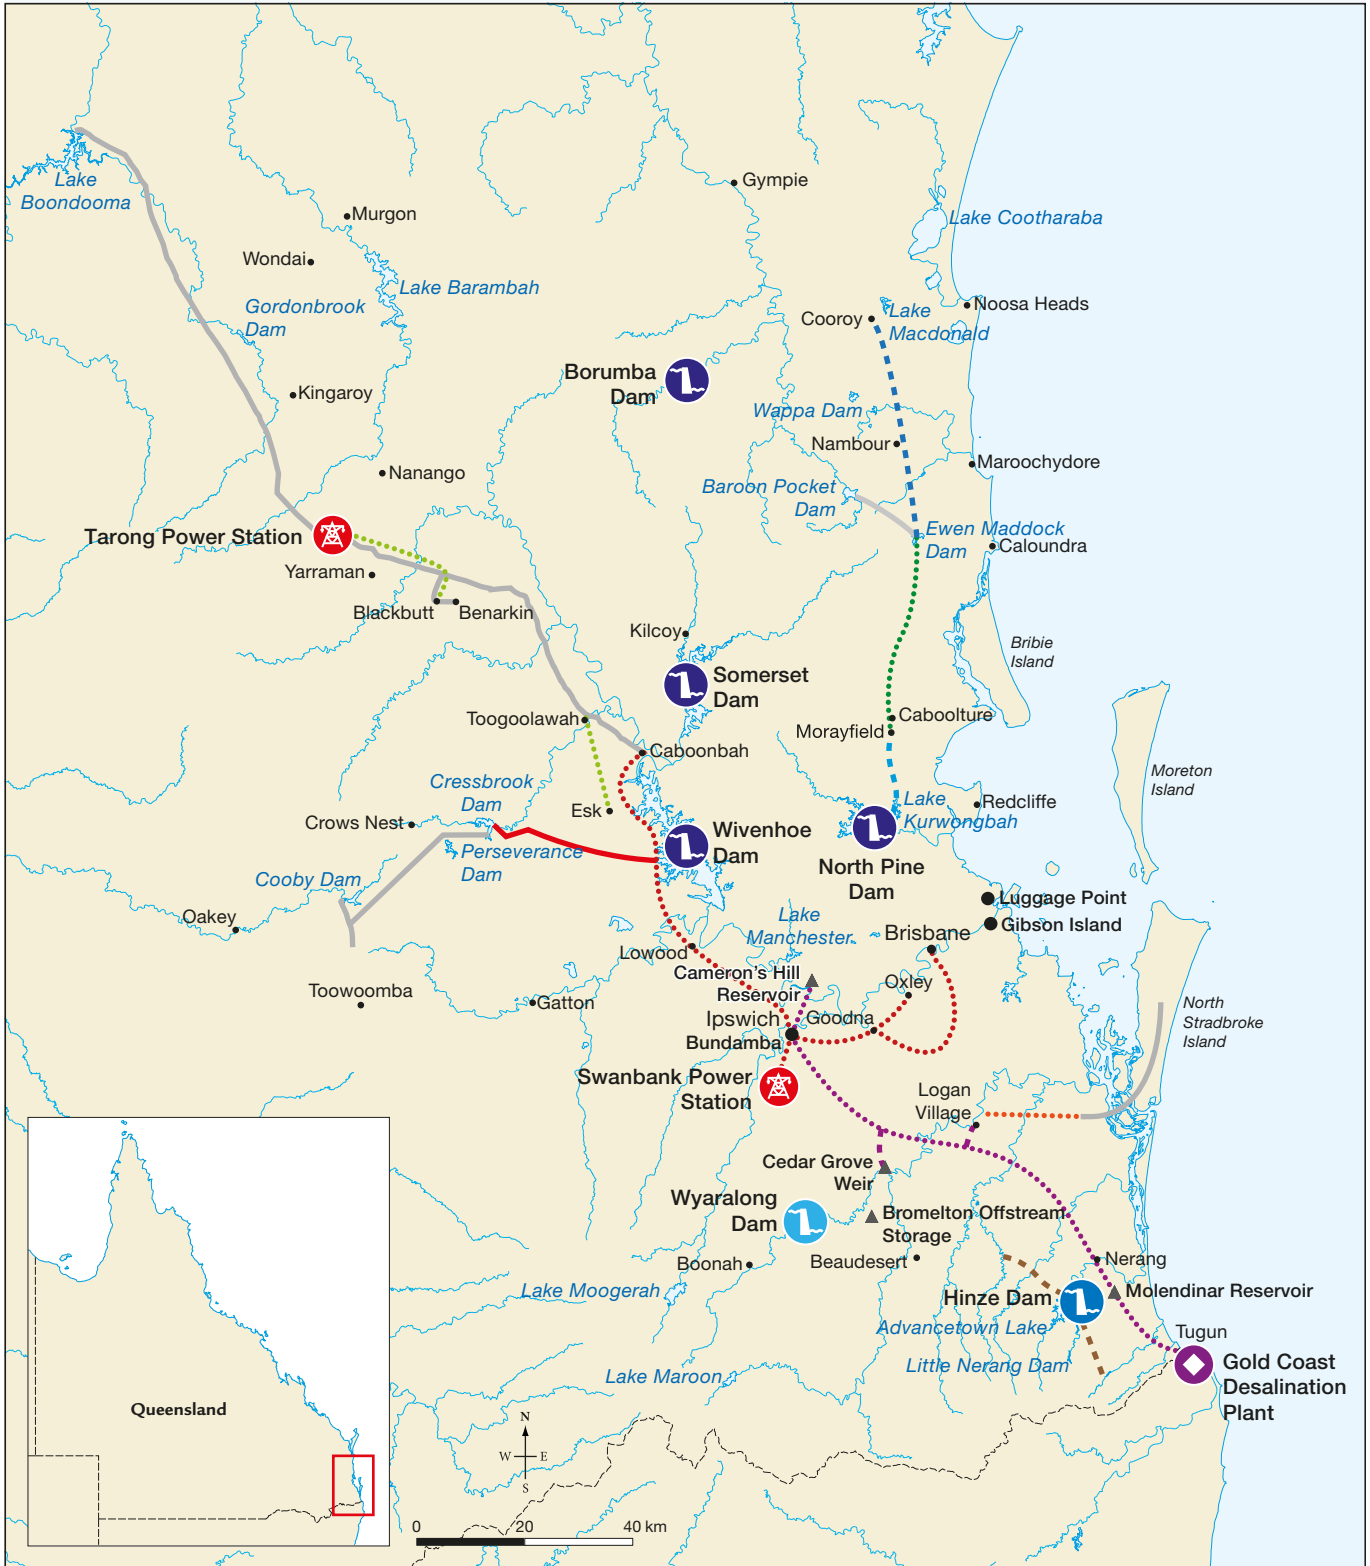 Gympie
Lake
Boondooma
Murgon
Lake Cootharaba
Wondai
Lake Barambah
Gordonbrook
Dam
Noosa Heads
Cooroy
Lake
Macdonald
Borumba
Dam
Kingaroy
Wappa Dam
Nambour
Maroochydore
Nanango
Baroon Pocket
Dam
Tarong Power Station
Ewen Maddock
Dam
Caloundra
Yarraman
Blackbutt
Benarkin
Kilcoy
Bribie
Island
Somerset
Dam
Toogoolawah
Caboolture
Morayfield
Caboonbah
Moreton
Island
Cressbrook
Dam
Lake
Kurwongbah
Redcliffe
Esk
Crows Nest
Wivenhoe
Dam
Perseverance
Dam
North Pine
Dam
Cooby Dam
Luggage Point
Oakey
Lake
Manchester
Gibson Island
Brisbane
Lowood
Cameron's Hill
Reservoir
Oxley
Toowoomba
Gatton
North
Stradbroke
Island
Ipswich
Goodna
Bundamba
Swanbank Power
Station
Logan
Village
Cedar Grove
Weir
Wyaralong
Dam
Bromelton Offstream
Storage
Boonah
Beaudesert
Nerang
Lake Moogerah
Hinze Dam
Molendinar Reservoir
Advancetown Lake
Tugun
Little Nerang Dam
Gold Coast
Desalination
Plant
Lake Maroon
Queensland
N
W
E
S
0
20
40 km